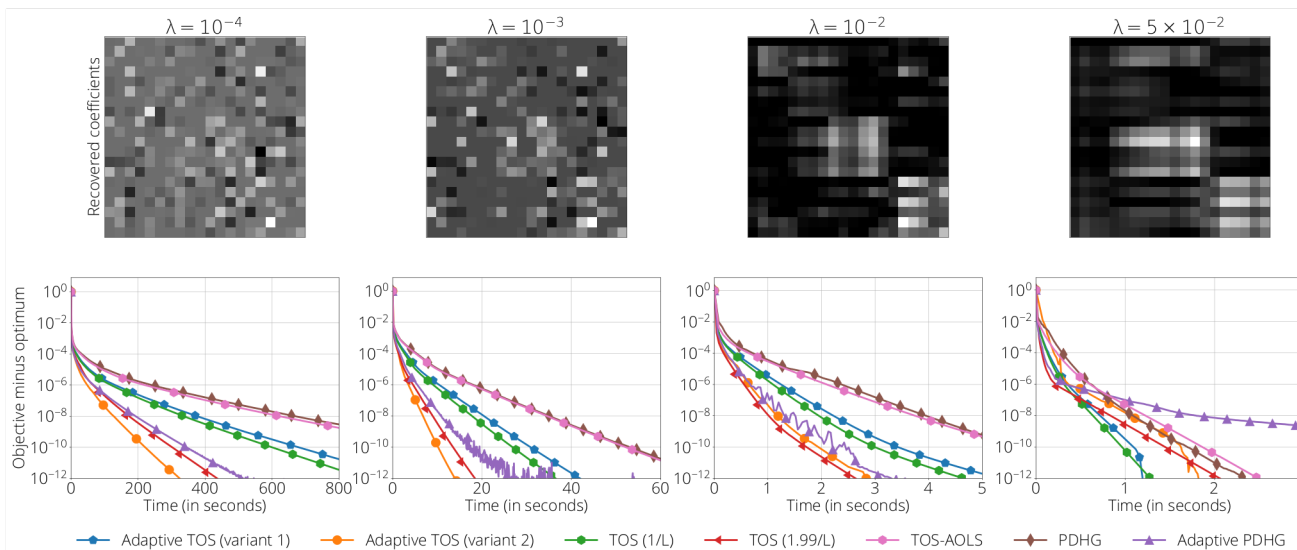 λ = 10⁻⁴ λ = 10⁻³ λ = 10⁻² λ = 5 × 10⁻²
Recovered coefficients
Objective minus optimum
10⁰ 10⁰ 10⁰ 10⁰
10⁻² 10⁻² 10⁻² 10⁻²
10⁻⁴ 10⁻⁴ 10⁻⁴ 10⁻⁴
10⁻⁶ 10⁻⁶ 10⁻⁶ 10⁻⁶
10⁻⁸ 10⁻⁸ 10⁻⁸ 10⁻⁸
10⁻¹⁰ 10⁻¹⁰ 10⁻¹⁰ 10⁻¹⁰
10⁻¹² 10⁻¹² 10⁻¹² 10⁻¹²
0 200 400 600 800 0 20 40 60 0 1 2 3 4 5 0 1 2
Time (in seconds) Time (in seconds) Time (in seconds) Time (in seconds)
Adaptive TOS (variant 1) Adaptive TOS (variant 2) TOS (1/L) TOS (1.99/L) TOS-AOLS PDHG Adaptive PDHG